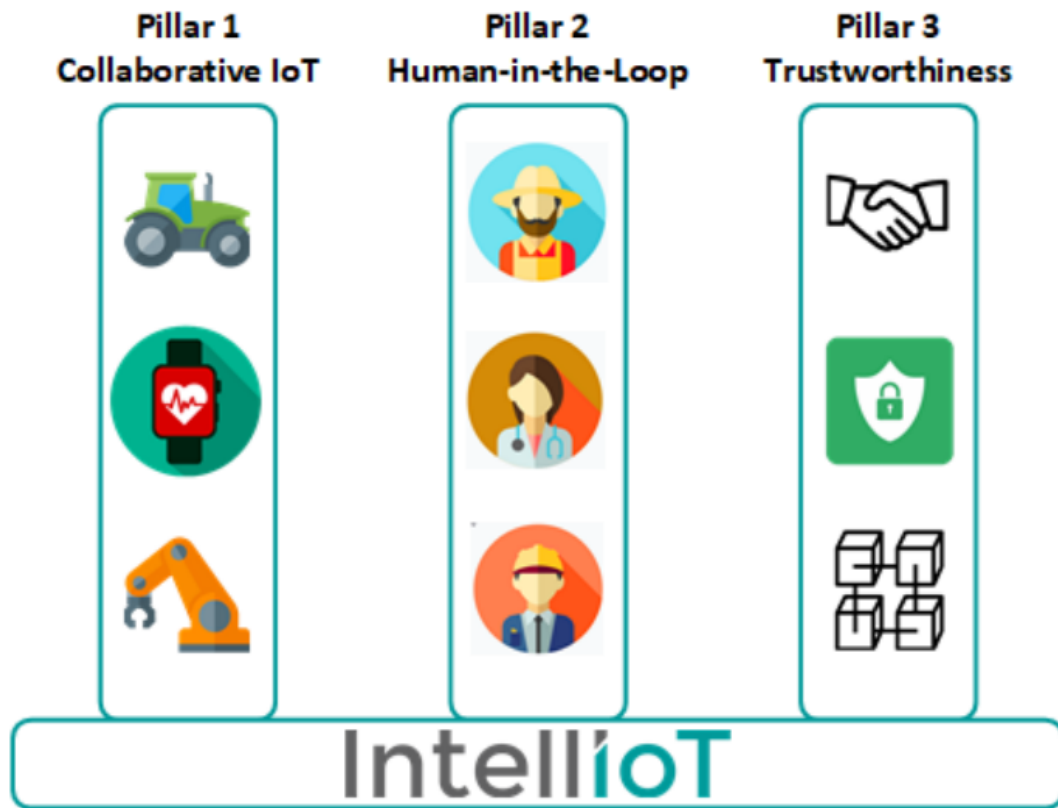 Pillar 1
Collaborative IoT
Pillar 2
Human-in-the-Loop
Pillar 3
Trustworthiness
IntellIoT